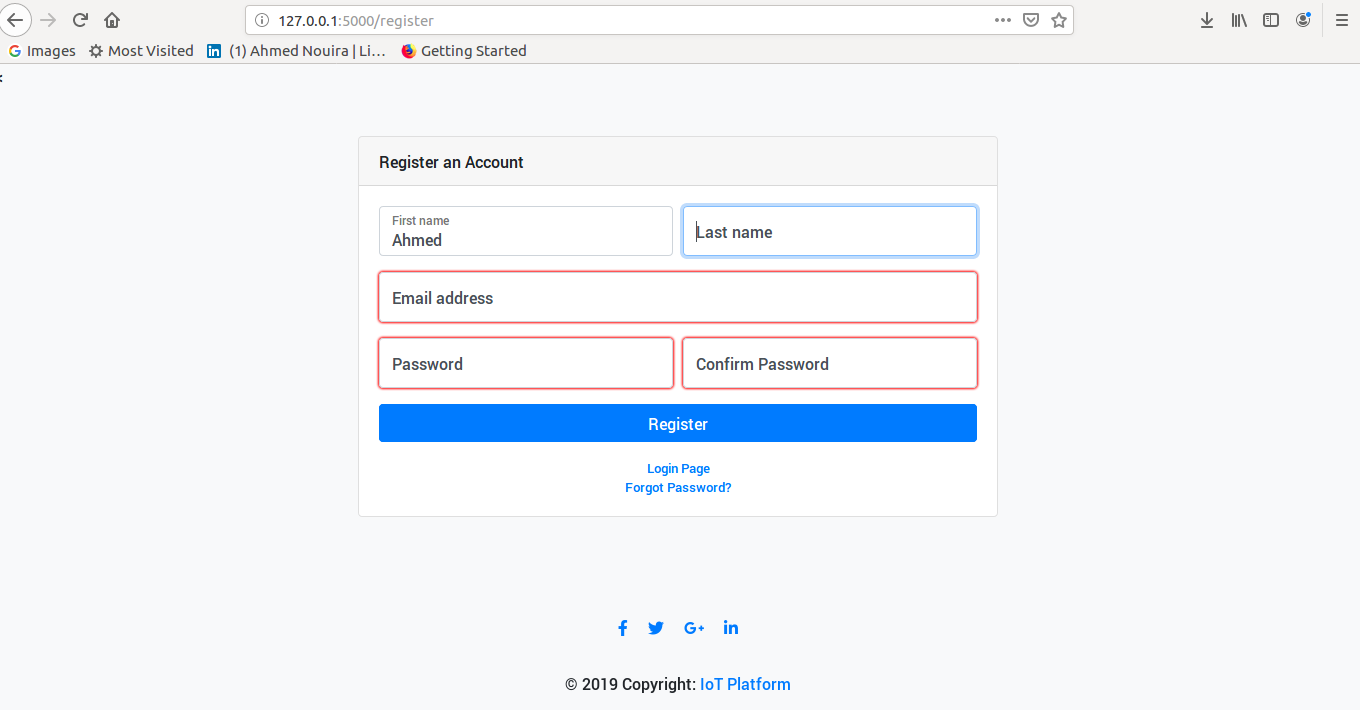 127.0.0.1:5000/register
Images Most Visited (1) Ahmed Nouira | Li... Getting Started
<
Register an Account
First name
Ahmed Last name
Email address
Password Confirm Password
Register
Login Page
Forgot Password?
© 2019 Copyright: IoT Platform